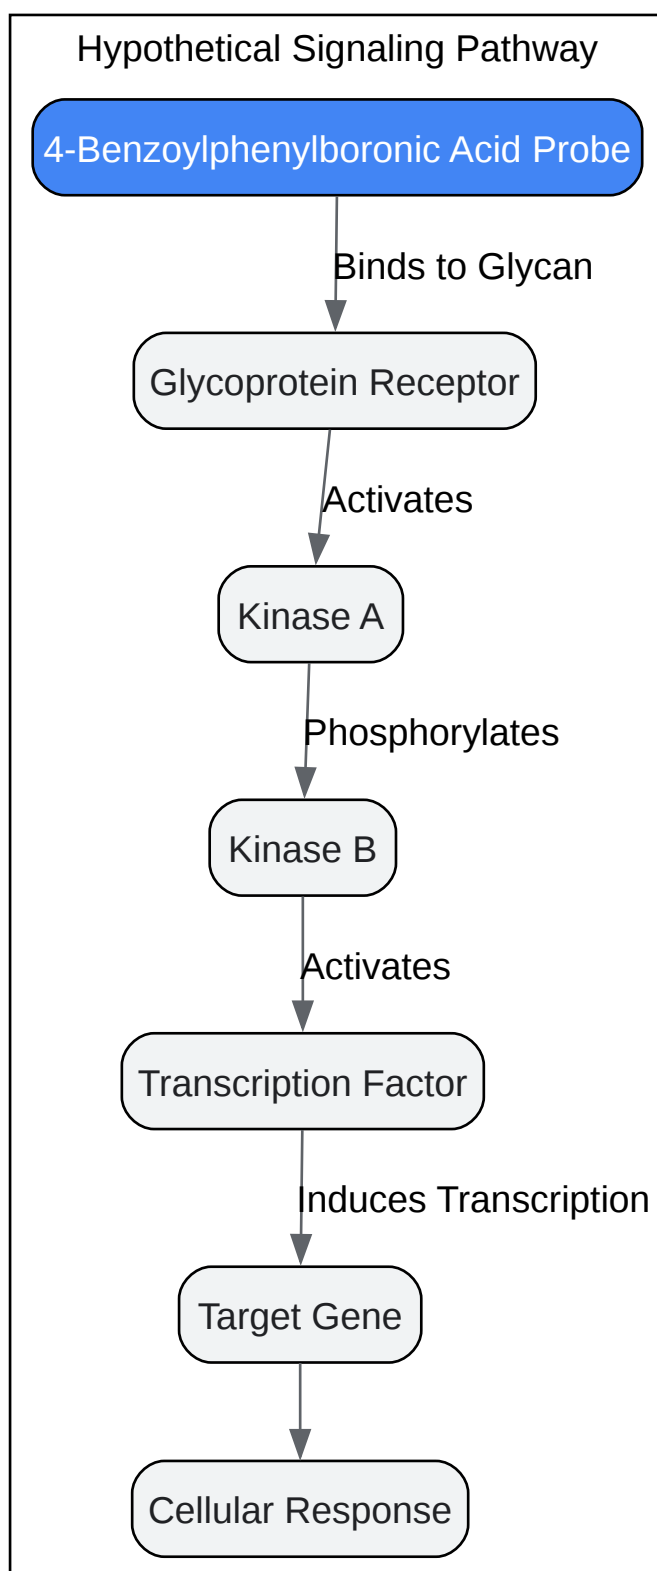 Hypothetical Signaling Pathway
4-Benzoylphenylboronic Acid Probe
Binds to Glycan
Glycoprotein Receptor
Activates
Kinase A
Phosphorylates
Kinase B
Activates
Transcription Factor
Induces Transcription
Target Gene
Cellular Response